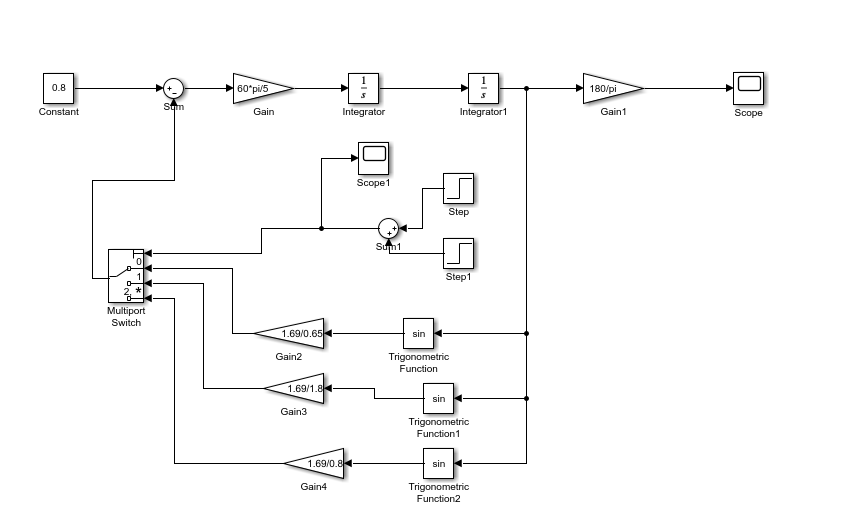 0.8
Constant
+
−
Sum
60*pi/5
Gain
1
s
Integrator
1
s
Integrator1
180/pi
Gain1
Scope
Scope1
Step
+
+
Sum1
Step1
0
1
2, *
Multiport
Switch
1.69/0.65
Gain2
sin
Trigonometric
Function
1.69/1.8
Gain3
sin
Trigonometric
Function1
1.69/0.8
Gain4
sin
Trigonometric
Function2